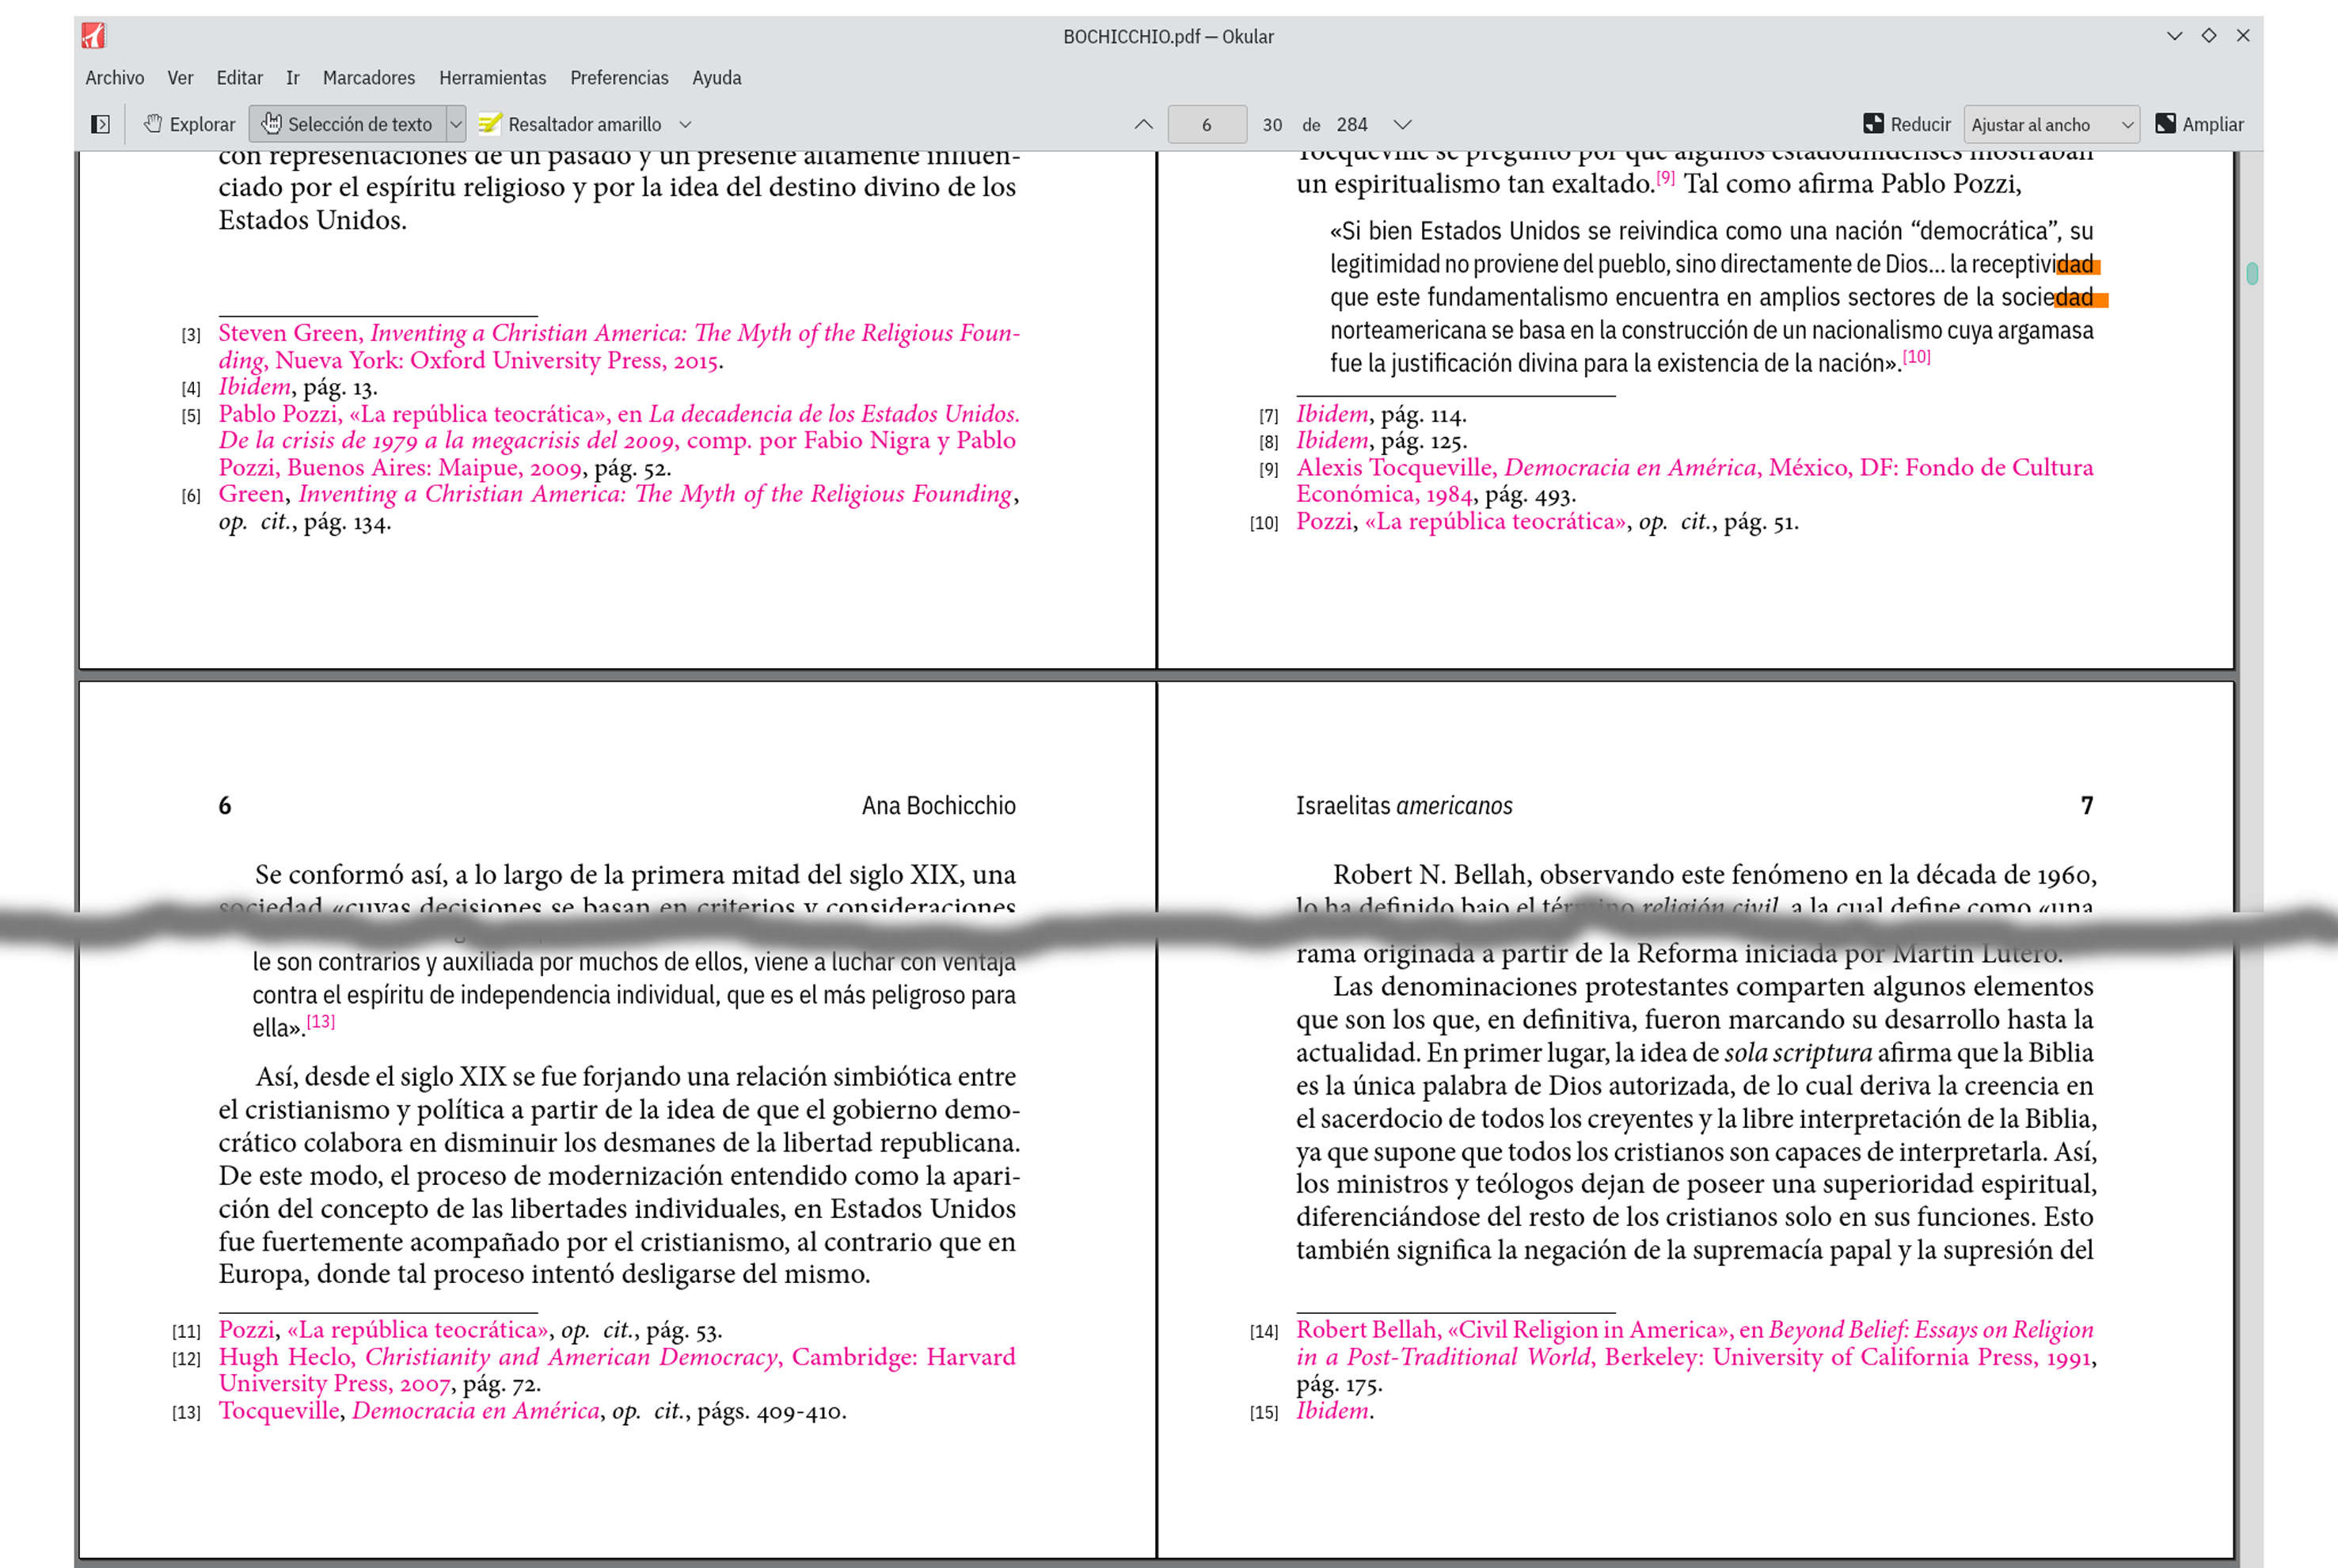 BOCHICCHIO.pdf — Okular
Archivo Ver Editar Ir Marcadores Herramientas Preferencias Ayuda
Explorar Selección de texto Resaltador amarillo 6 30 de 284 Reducir Ajustar al ancho Ampliar
con representaciones de un pasado y un presente altamente influen-
ciado por el espíritu religioso y por la idea del destino divino de los
Estados Unidos.
[3] Steven Green, Inventing a Christian America: The Myth of the Religious Foun-
ding, Nueva York: Oxford University Press, 2015.
[4] Ibidem, pág. 13.
[5] Pablo Pozzi, «La república teocrática», en La decadencia de los Estados Unidos.
De la crisis de 1979 a la megacrisis del 2009, comp. por Fabio Nigra y Pablo
Pozzi, Buenos Aires: Maipue, 2009, pág. 52.
[6] Green, Inventing a Christian America: The Myth of the Religious Founding,
op. cit., pág. 134.
Tocqueville se preguntó por qué algunos estadounidenses mostraban
un espiritualismo tan exaltado.[9] Tal como afirma Pablo Pozzi,
«Si bien Estados Unidos se reivindica como una nación “democrática”, su
legitimidad no proviene del pueblo, sino directamente de Dios... la receptividad
que este fundamentalismo encuentra en amplios sectores de la sociedad
norteamericana se basa en la construcción de un nacionalismo cuya argamasa
fue la justificación divina para la existencia de la nación».[10]
[7] Ibidem, pág. 114.
[8] Ibidem, pág. 125.
[9] Alexis Tocqueville, Democracia en América, México, DF: Fondo de Cultura
Económica, 1984, pág. 493.
[10] Pozzi, «La república teocrática», op. cit., pág. 51.
6 Ana Bochicchio
Se conformó así, a lo largo de la primera mitad del siglo XIX, una
sociedad «cuyas decisiones se basan en criterios y consideraciones
le son contrarios y auxiliada por muchos de ellos, viene a luchar con ventaja
contra el espíritu de independencia individual, que es el más peligroso para
ella».[13]
Así, desde el siglo XIX se fue forjando una relación simbiótica entre
el cristianismo y política a partir de la idea de que el gobierno demo-
crático colabora en disminuir los desmanes de la libertad republicana.
De este modo, el proceso de modernización entendido como la apari-
ción del concepto de las libertades individuales, en Estados Unidos
fue fuertemente acompañado por el cristianismo, al contrario que en
Europa, donde tal proceso intentó desligarse del mismo.
[11] Pozzi, «La república teocrática», op. cit., pág. 53.
[12] Hugh Heclo, Christianity and American Democracy, Cambridge: Harvard
University Press, 2007, pág. 72.
[13] Tocqueville, Democracia en América, op. cit., págs. 409-410.
Israelitas americanos 7
Robert N. Bellah, observando este fenómeno en la década de 1960,
lo ha definido bajo el término religión civil, a la cual define como «una
rama originada a partir de la Reforma iniciada por Martin Lutero.
Las denominaciones protestantes comparten algunos elementos
que son los que, en definitiva, fueron marcando su desarrollo hasta la
actualidad. En primer lugar, la idea de sola scriptura afirma que la Biblia
es la única palabra de Dios autorizada, de lo cual deriva la creencia en
el sacerdocio de todos los creyentes y la libre interpretación de la Biblia,
ya que supone que todos los cristianos son capaces de interpretarla. Así,
los ministros y teólogos dejan de poseer una superioridad espiritual,
diferenciándose del resto de los cristianos solo en sus funciones. Esto
también significa la negación de la supremacía papal y la supresión del
[14] Robert Bellah, «Civil Religion in America», en Beyond Belief: Essays on Religion
in a Post-Traditional World, Berkeley: University of California Press, 1991,
pág. 175.
[15] Ibidem.